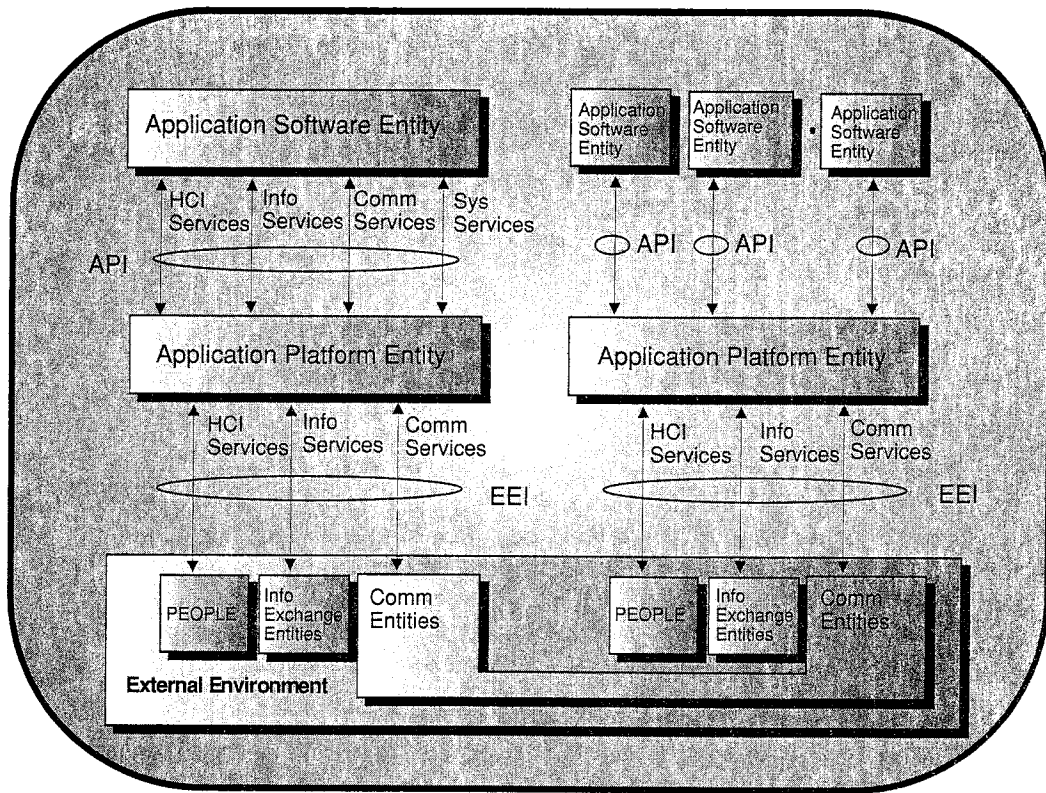 Application Software Entity
Application
Software
Entity
Application
Software
Entity
Application
Software
Entity
HCI
Services
Info
Services
Comm
Services
Sys
Services
API
API
API
API
Application Platform Entity
Application Platform Entity
HCI
Services
Info
Services
Comm
Services
EEI
HCI
Services
Info
Services
Comm
Services
EEI
PEOPLE
Info
Exchange
Entities
Comm
Entities
PEOPLE
Info
Exchange
Entities
Comm
Entities
External Environment